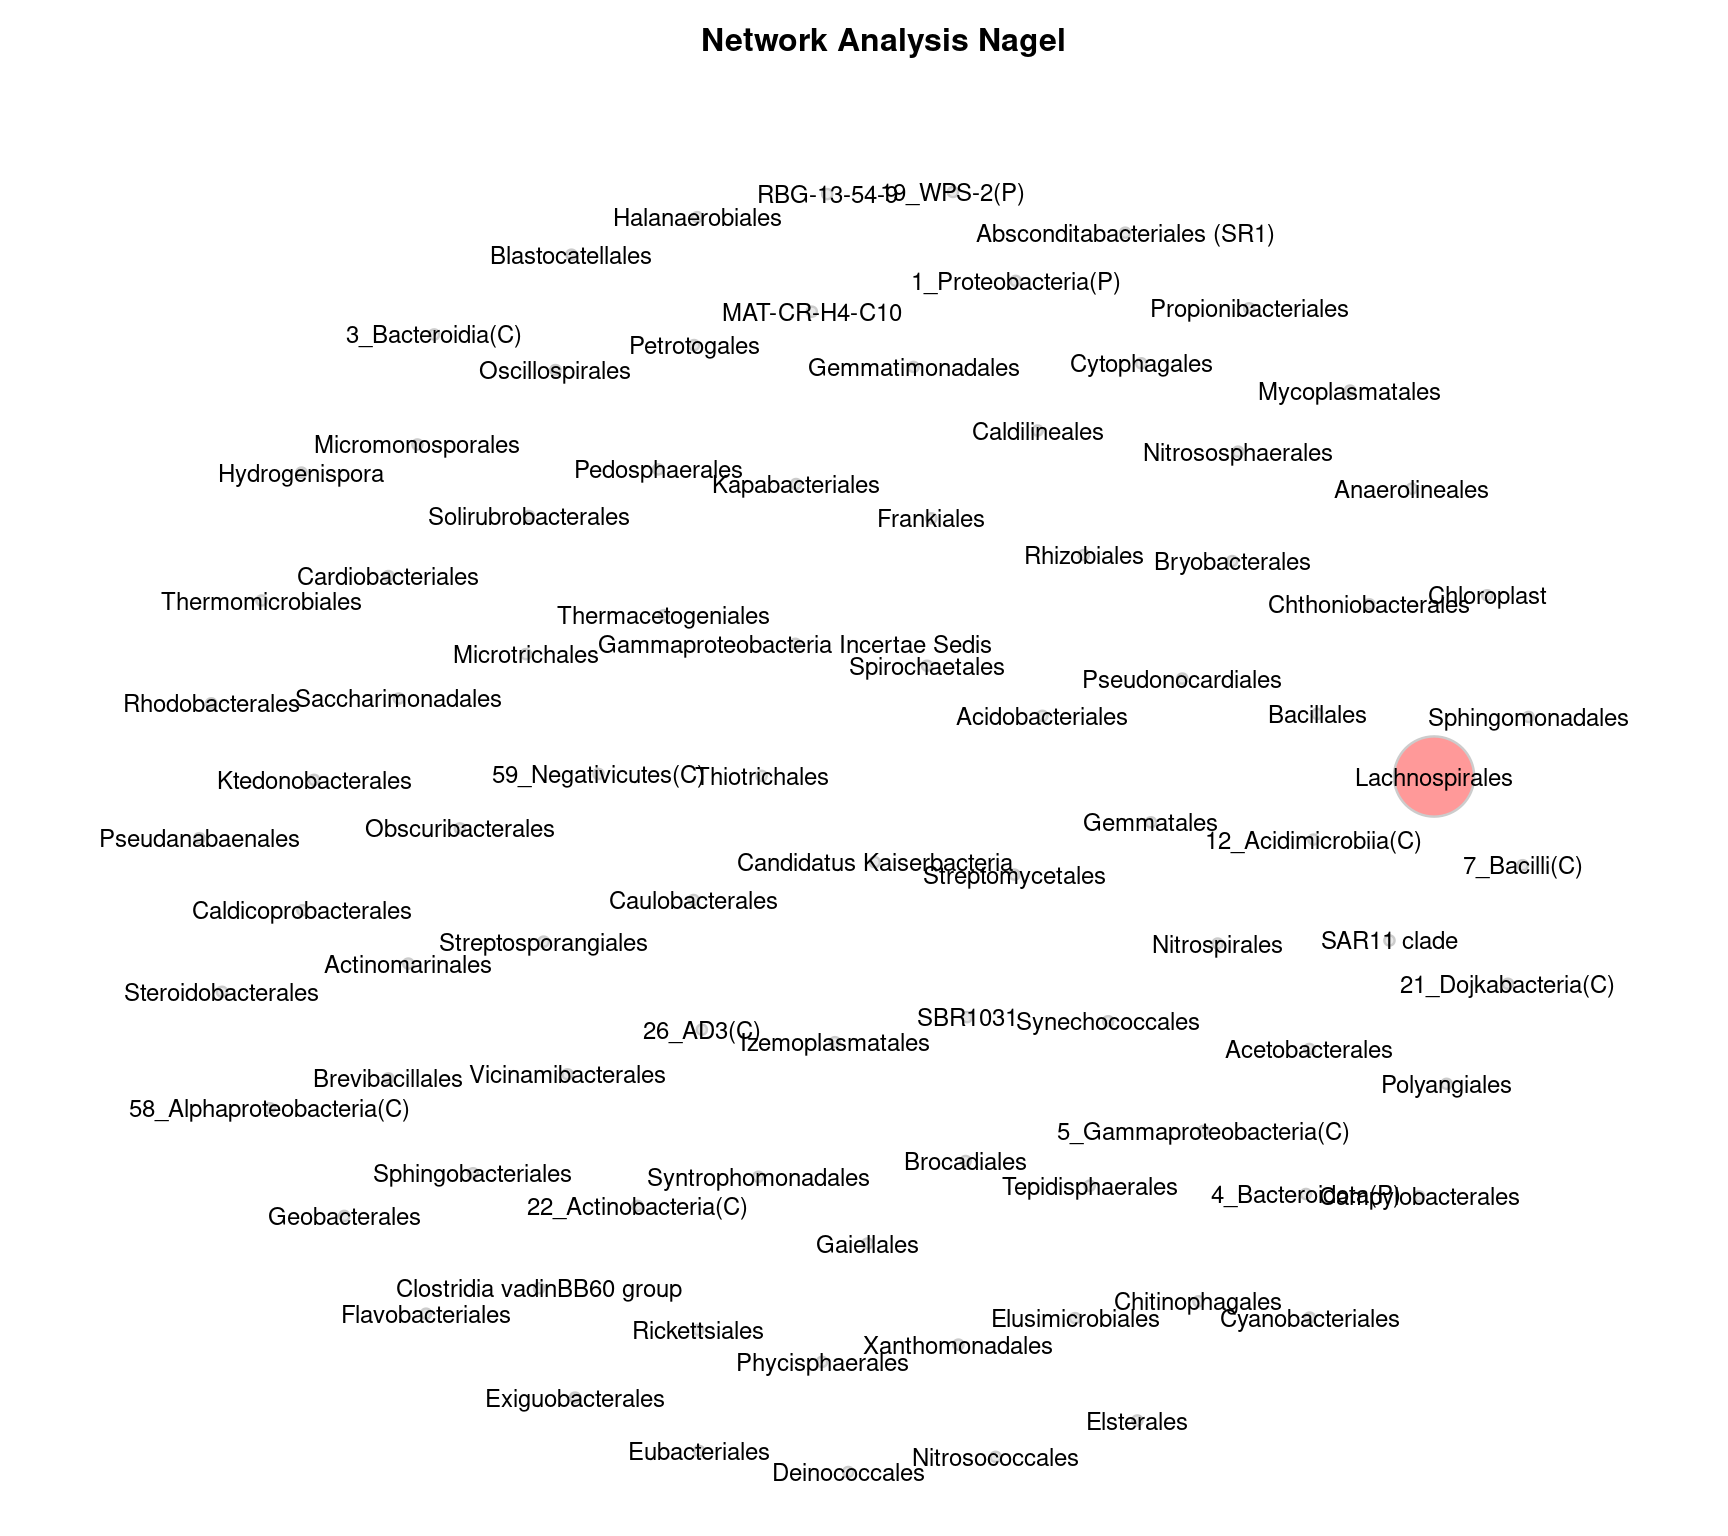 Network Analysis Nagel
RBG-13-54-9
19_WPS-2(P)
Halanaerobiales
Absconditabacteriales (SR1)
Blastocatellales
1_Proteobacteria(P)
Propionibacteriales
MAT-CR-H4-C10
3_Bacteroidia(C)
Petrotogales
Oscillospirales
Gemmatimonadales
Cytophagales
Mycoplasmatales
Caldilineales
Micromonosporales
Nitrososphaerales
Hydrogenispora
Pedosphaerales
Kapabacteriales
Anaerolineales
Solirubrobacterales
Frankiales
Rhizobiales
Bryobacterales
Cardiobacteriales
Thermomicrobiales
Chthoniobacterales
Chloroplast
Thermacetogeniales
Gammaproteobacteria Incertae Sedis
Microtrichales
Spirochaetales
Pseudonocardiales
Rhodobacterales
Saccharimonadales
Acidobacteriales
Bacillales
Sphingomonadales
Ktedonobacterales
59_Negativicutes(C)
Thiotrichales
Lachnospirales
Pseudanabaenales
Obscuribacterales
Gemmatales
12_Acidimicrobiia(C)
Candidatus Kaiserbacteria
Streptomycetales
7_Bacilli(C)
Caldicoprobacterales
Caulobacterales
Streptosporangiales
Nitrospirales
SAR11 clade
Actinomarinales
Steroidobacterales
21_Dojkabacteria(C)
26_AD3(C)
Izemoplasmatales
SBR1031
Synechococcales
Acetobacterales
Brevibacillales
Vicinamibacterales
Polyangiales
58_Alphaproteobacteria(C)
5_Gammaproteobacteria(C)
Brocadiales
Sphingobacteriales
Syntrophomonadales
Tepidisphaerales
4_Bacteroidota(P)
Campylobacterales
Geobacterales
22_Actinobacteria(C)
Gaiellales
Clostridia vadinBB60 group
Flavobacteriales
Chitinophagales
Elusimicrobiales
Cyanobacteriales
Rickettsiales
Xanthomonadales
Phycisphaerales
Exiguobacterales
Elsterales
Eubacteriales
Nitrosococcales
Deinococcales